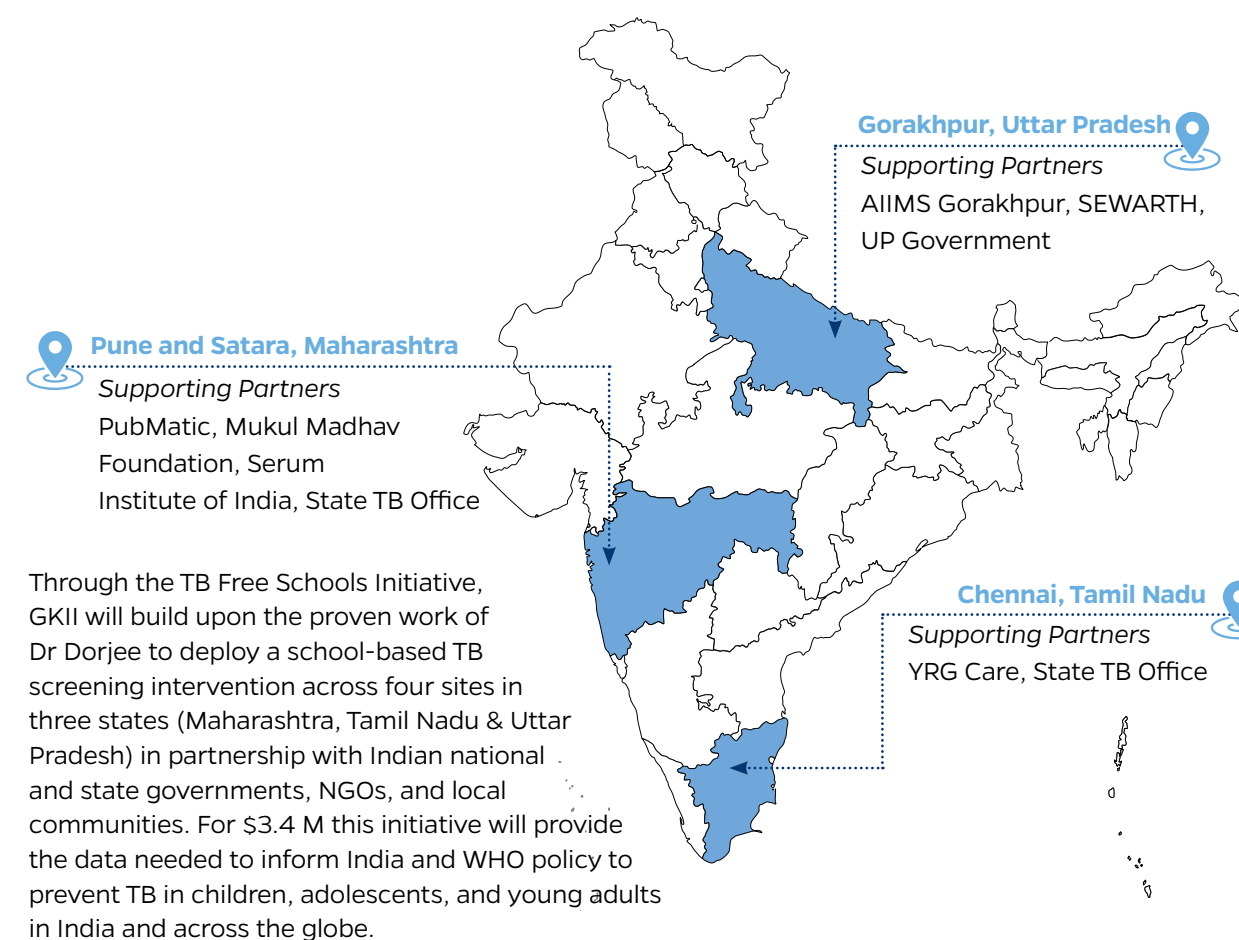 Gorakhpur, Uttar Pradesh
Supporting Partners
AIIMS Gorakhpur, SEWARTH,
UP Government
Pune and Satara, Maharashtra
Supporting Partners
PubMatic, Mukul Madhav
Foundation, Serum
Institute of India, State TB Office
Through the TB Free Schools Initiative,
GKII will build upon the proven work of
Dr Dorjee to deploy a school-based TB
screening intervention across four sites in
three states (Maharashtra, Tamil Nadu & Uttar
Pradesh) in partnership with Indian national
and state governments, NGOs, and local
communities. For $3.4 M this initiative will provide
the data needed to inform India and WHO policy to
prevent TB in children, adolescents, and young adults
in India and across the globe.
Chennai, Tamil Nadu
Supporting Partners
YRG Care, State TB Office